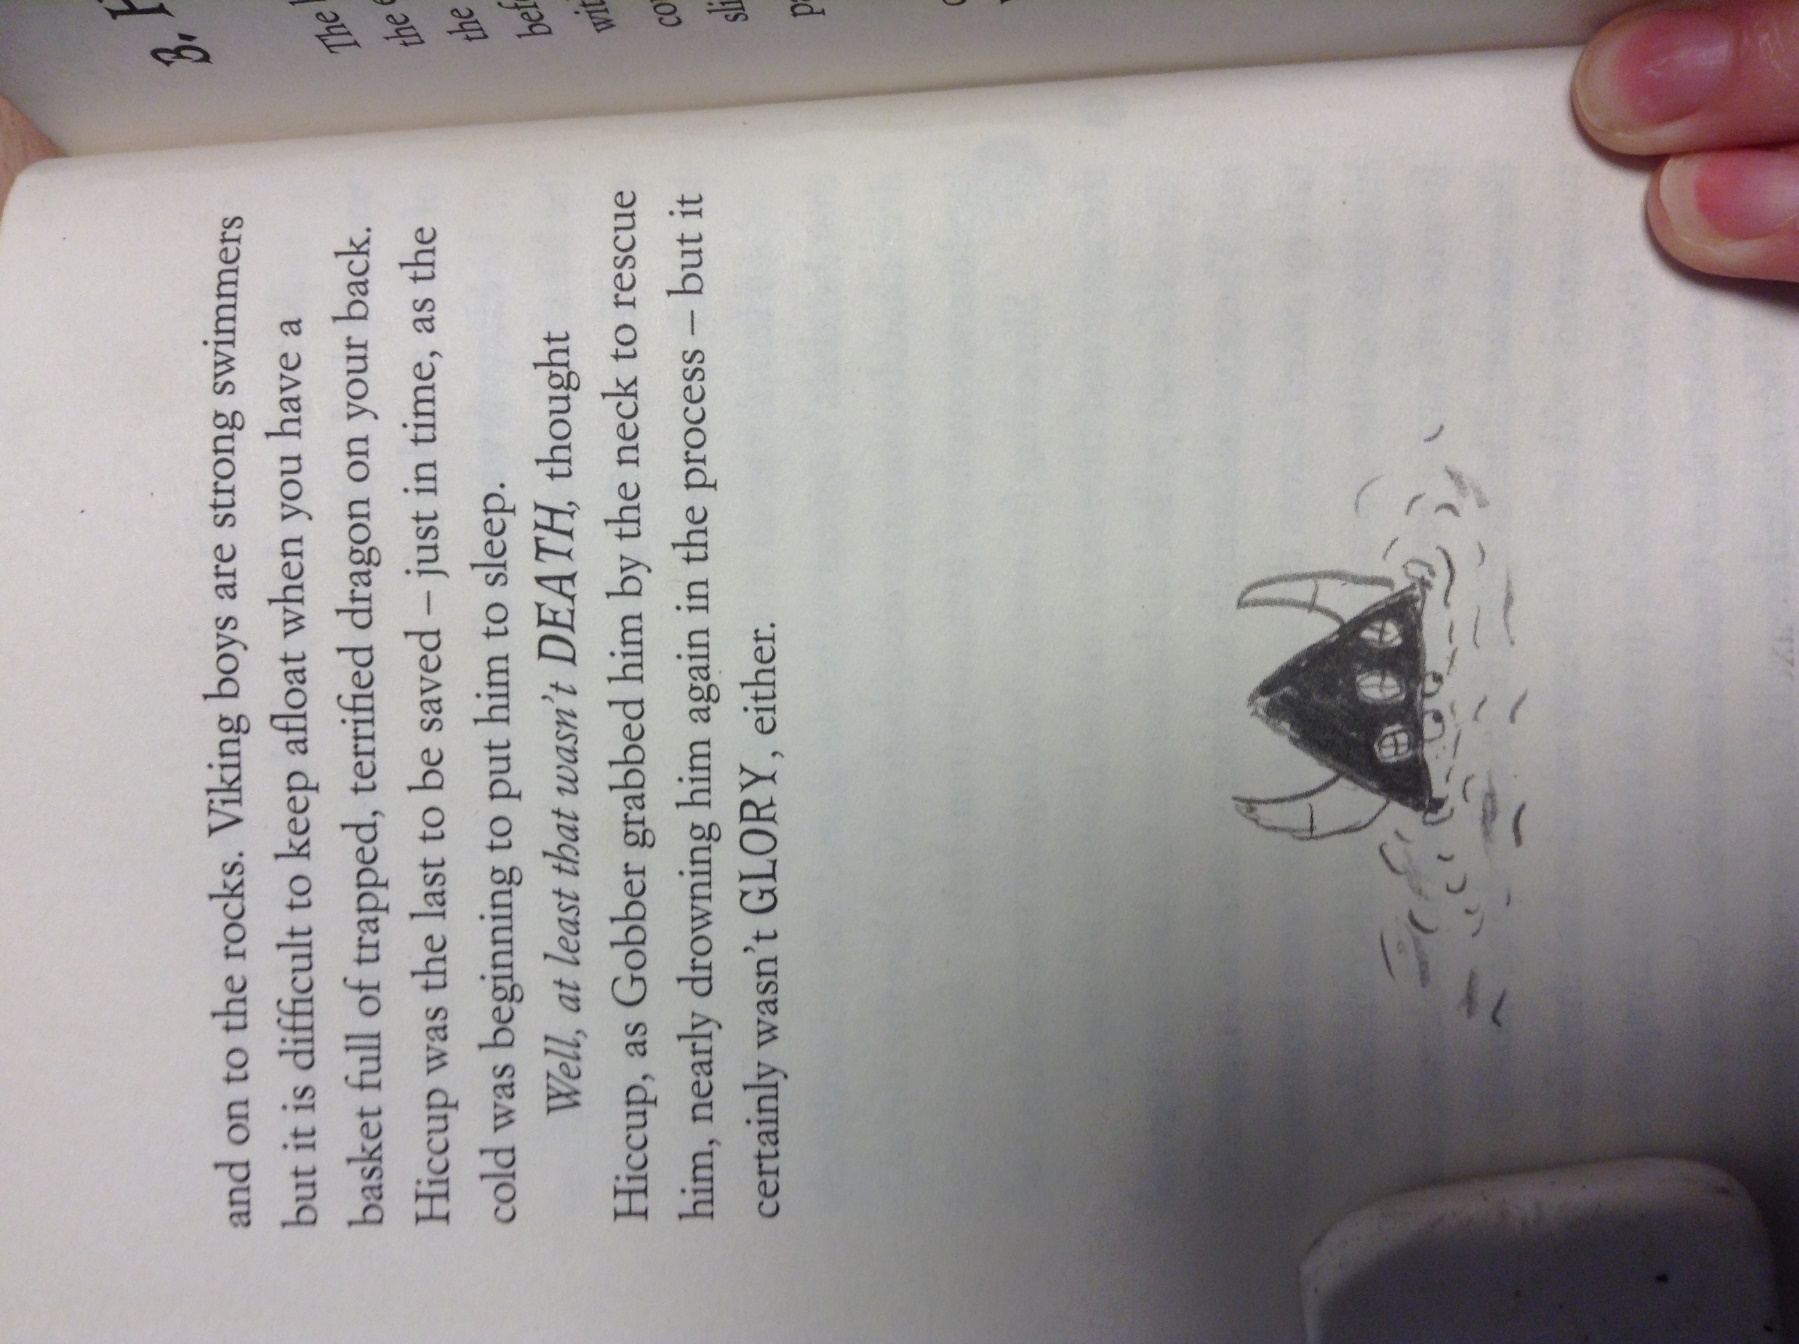 and on to the rocks. Viking boys are strong swimmers
but it is difficult to keep afloat when you have a
basket full of trapped, terrified dragon on your back.
Hiccup was the last to be saved – just in time, as the
cold was beginning to put him to sleep.
Well, at least that wasn't DEATH, thought
Hiccup, as Gobber grabbed him by the neck to rescue
him, nearly drowning him again in the process – but it
certainly wasn't GLORY, either.
3.
The
the
the